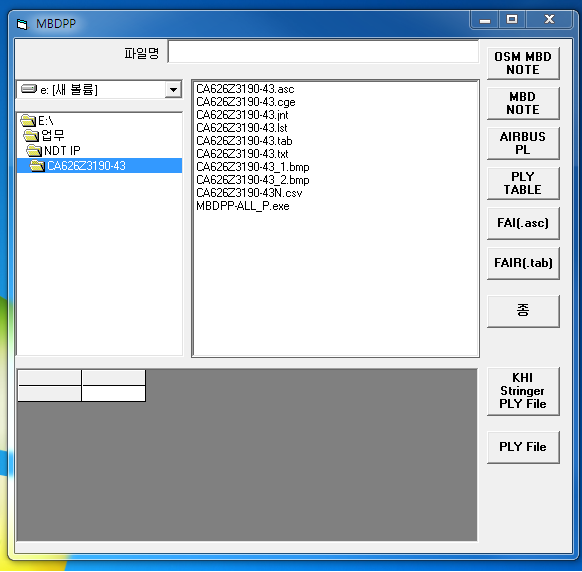 MBDPP
파일명
e: [새 볼륨]
E:\
업무
NDT IP
CA626Z3190-43
CA626Z3190-43.asc
CA626Z3190-43.cge
CA626Z3190-43.jnt
CA626Z3190-43.lst
CA626Z3190-43.tab
CA626Z3190-43.txt
CA626Z3190-43_1.bmp
CA626Z3190-43_2.bmp
CA626Z3190-43N.csv
MBDPP-ALL_P.exe
OSM MBD
NOTE
MBD
NOTE
AIRBUS
PL
PLY
TABLE
FAI(.asc)
FAIR(.tab)
종
KHI
Stringer
PLY File
PLY File